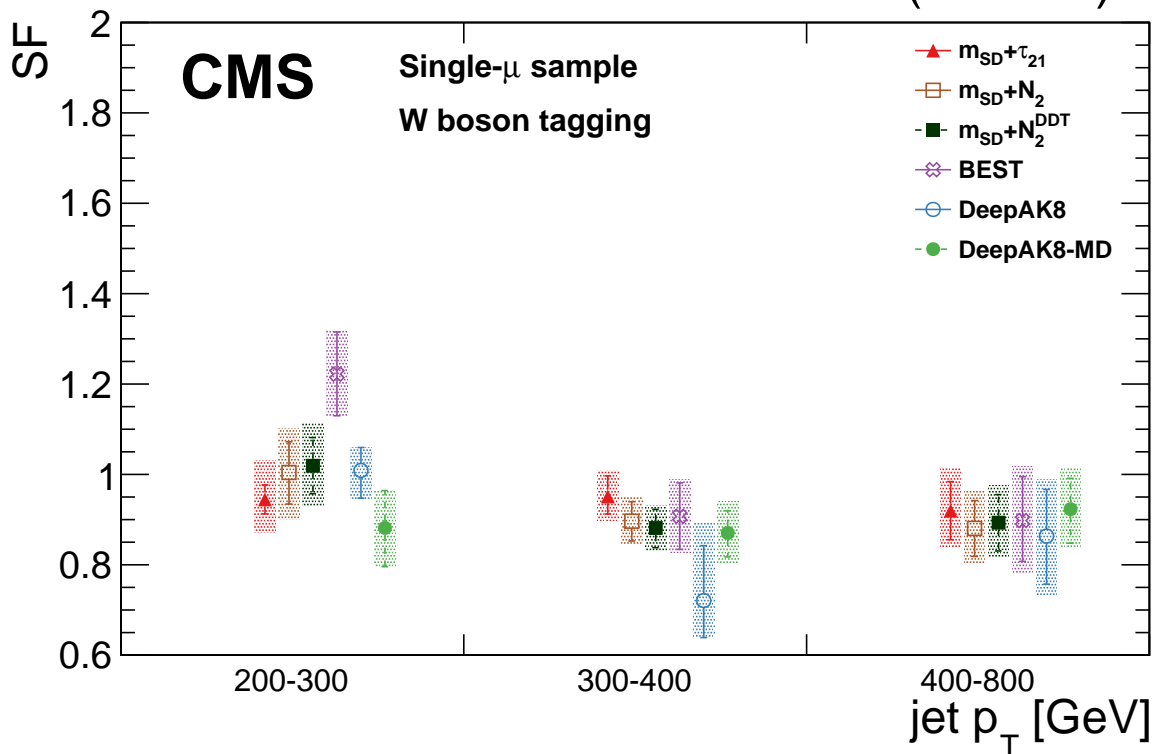 SF
2
1.8
1.6
1.4
1.2
1
0.8
0.6
CMS
Single-μ sample
W boson tagging
m_SD+τ_21
m_SD+N_2
m_SD+N_2^DDT
BEST
DeepAK8
DeepAK8-MD
200-300
300-400
400-800
jet p_T [GeV]